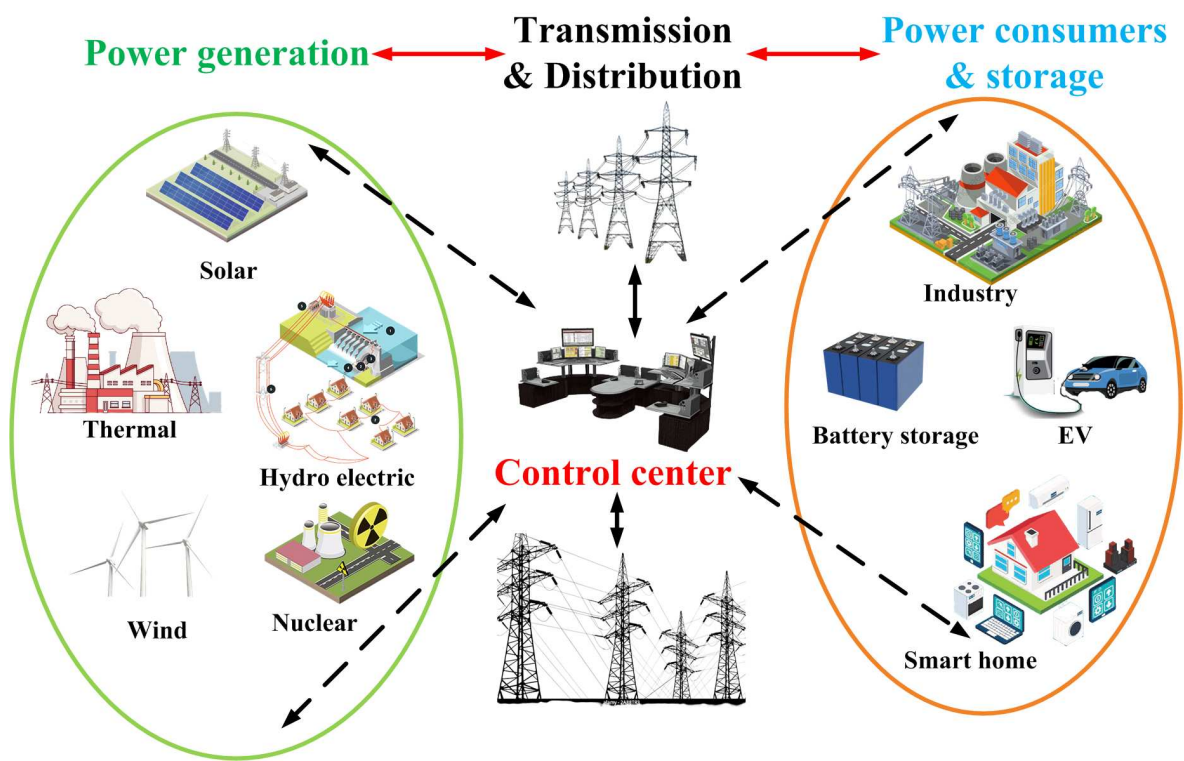 Power generation
Transmission
& Distribution
Power consumers
& storage
Solar
Industry
Thermal
Hydro electric
Battery storage
EV
Control center
Wind
Nuclear
Smart home